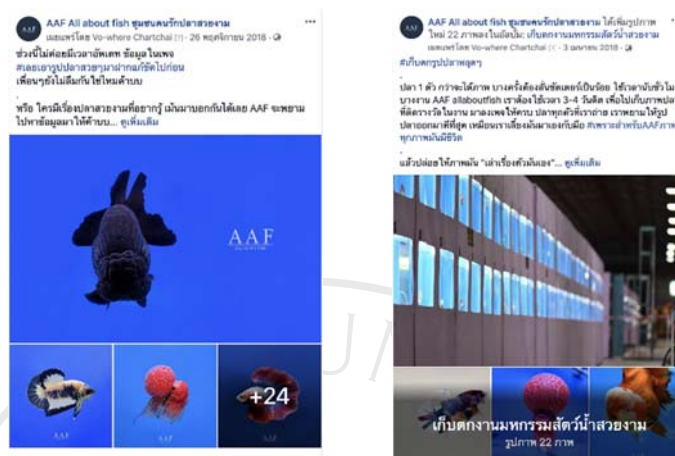 AAF All about fish ชุมชนคนรักปลาสวยงาม
เผยแพร่โดย Vo-where Chartchai [?] · 26 พฤศจิกายน 2018 ·
ช่วงนี้ไม่ค่อยมีเวลาอัพเดท ข้อมูลในเพจ
#เลยเอารูปปลาสวยๆมาฝากแก้ขัดไปก่อน
เพื่อนๆยังไม่ลืมกันใช่ไหมค้าบบ
.
หรือ ใครมีเรื่องปลาสวยงามที่อยากรู้ เม้นมาบอกกันได้เลย AAF จะพยาม
ไปหาข้อมูลมาให้ค้าบบ... ดูเพิ่มเติม
AAF
+24
AAF
AAF
AAF All about fish ชุมชนคนรักปลาสวยงาม ได้เพิ่มรูปภาพ
ใหม่ 22 ภาพลงในอัลบั้ม: เก็บตกงานมหกรรมสัตว์น้ำสวยงาม
เผยแพร่โดย Vo-where Chartchai [?] · 3 เมษายน 2018 ·
#เก็บตกรูปปลาหลุดๆ
.
ปลา 1 ตัว กว่าจะได้ภาพ บางครั้งต้องลั่นชัตเตอร์เป็นร้อย ใช้เวลานับชั่วโม
บางงาน AAF allaboutfish เราต้องใช้เวลา 3-4 วันติด เพื่อไปเก็บภาพปลา
ที่ติดรางวัลในงาน มาลงเพจให้ครบ ปลาทุกตัวที่เราถ่าย เราพยามให้รูป
ปลาออกมาดีที่สุด เหมือนเราเลี้ยงมันมาเองกับมือ #เพราะสำหรับAAFภาพ
ทุกภาพมันมีชีวิต
.
แล้วปล่อยให้ภาพมัน "เล่าเรื่องตัวมันเอง"... ดูเพิ่มเติม
เก็บตกงานมหกรรมสัตว์น้ำสวยงาม
รูปภาพ 22 ภาพ